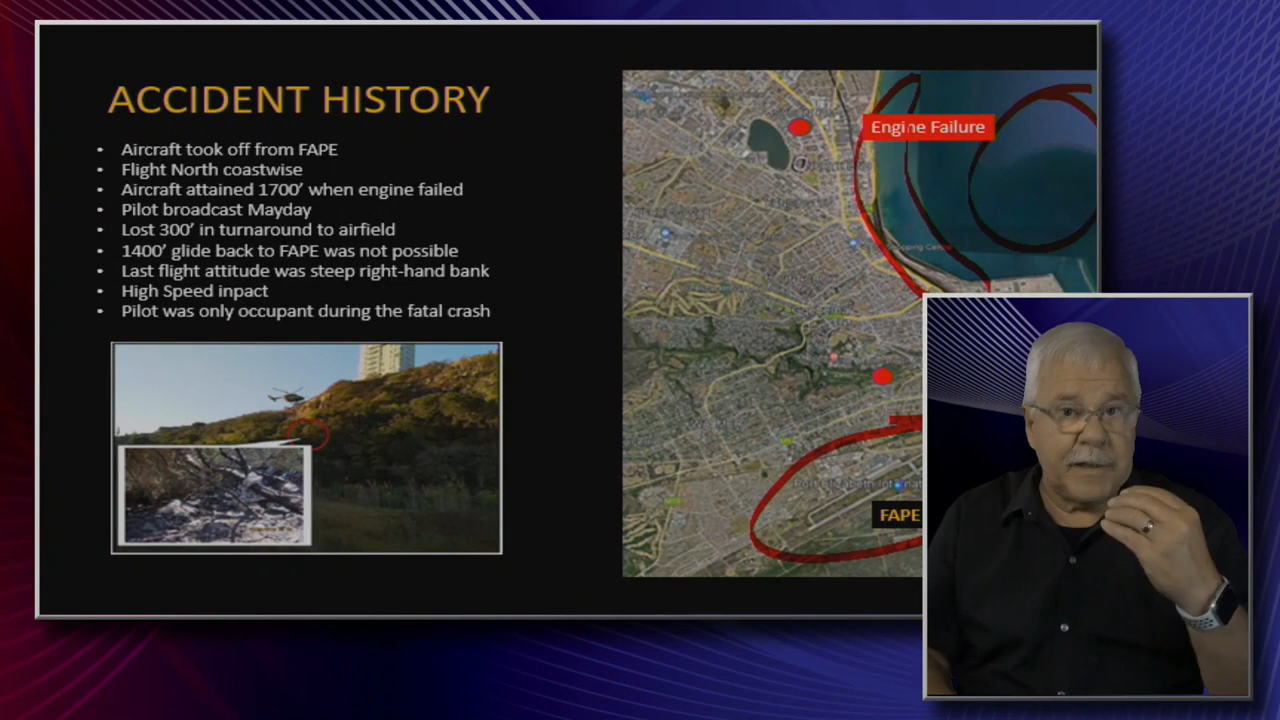 ACCIDENT HISTORY
• Aircraft took off from FAPE
• Flight North coastwise
• Aircraft attained 1700’ when engine failed
• Pilot broadcast Mayday
• Lost 300’ in turnaround to airfield
• 1400’ glide back to FAPE was not possible
• Last flight attitude was steep right-hand bank
• High Speed inpact
• Pilot was only occupant during the fatal crash
Engine Failure
FAPE